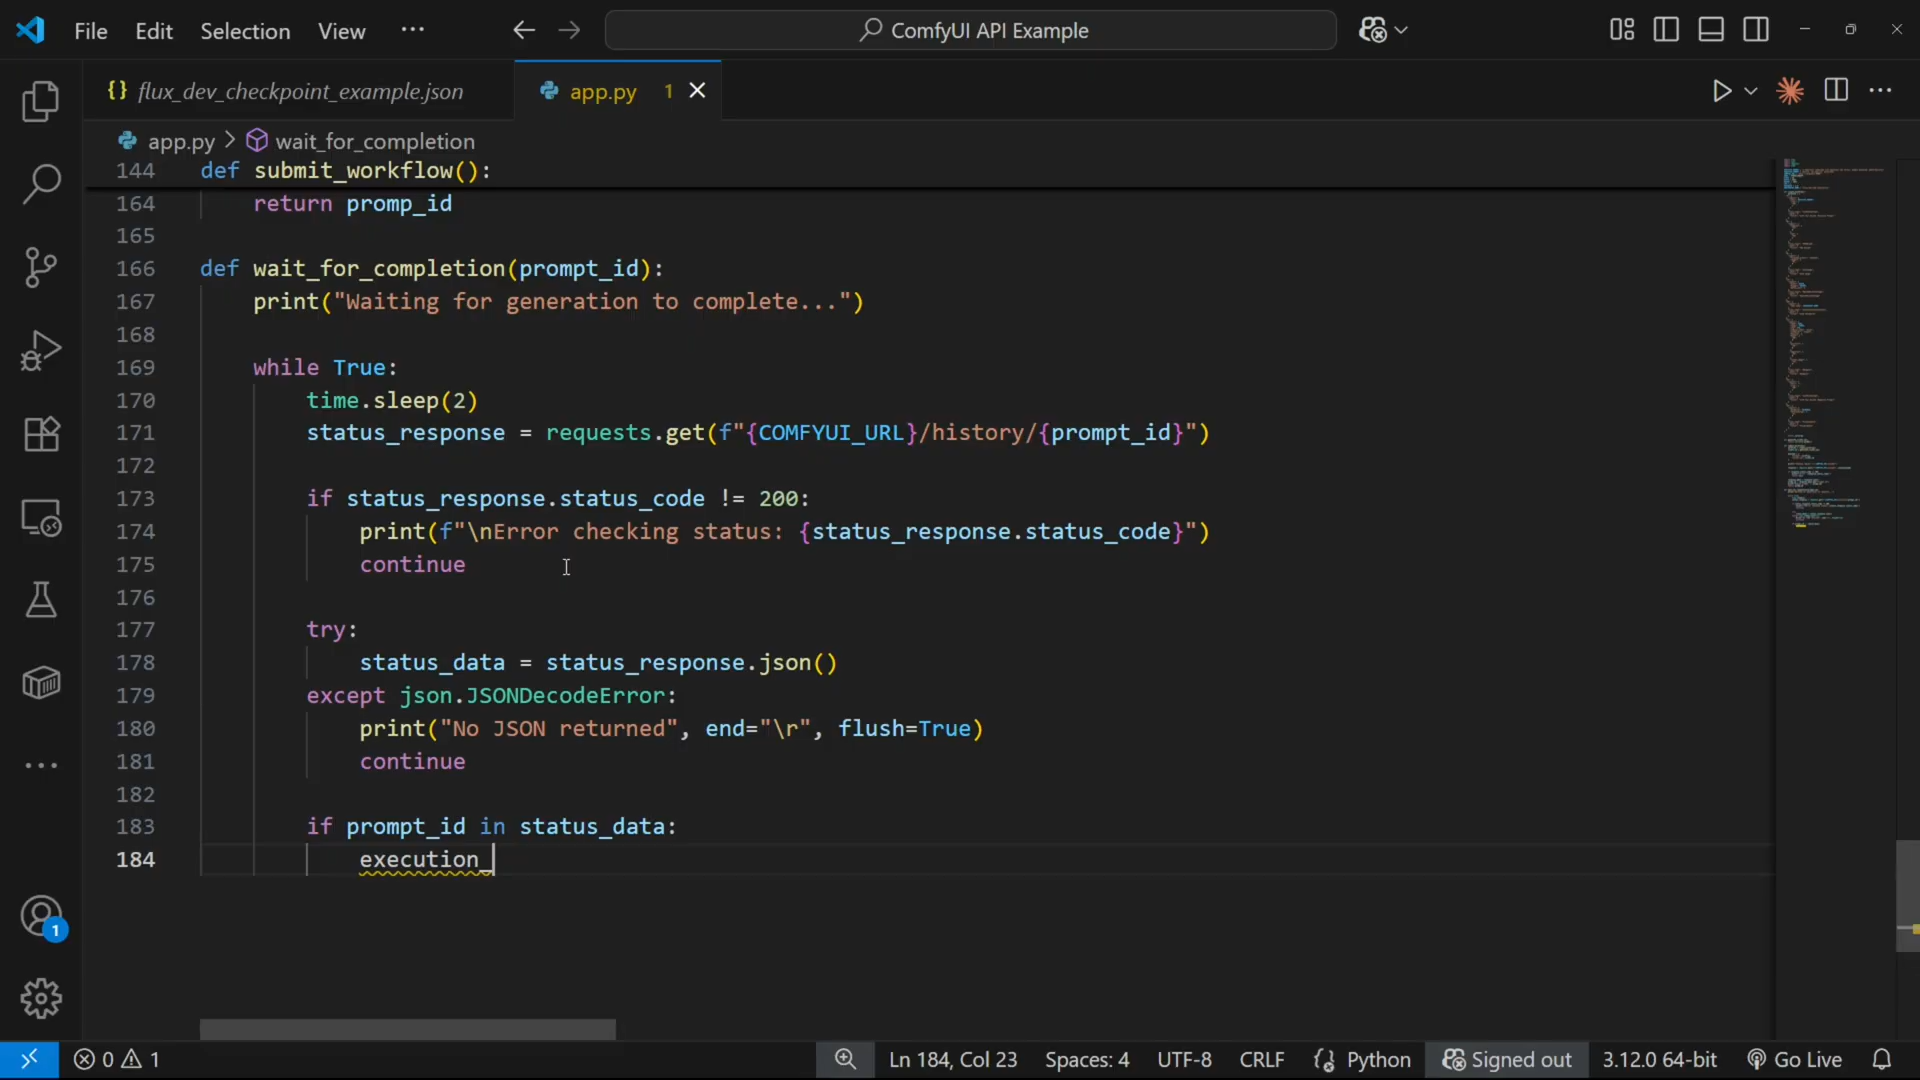 File Edit Selection View ··· ComfyUI API Example
{} flux_dev_checkpoint_example.json app.py 1
app.py > wait_for_completion
144 def submit_workflow():
164 return promp_id
165
166 def wait_for_completion(prompt_id):
167 print("Waiting for generation to complete...")
168
169 while True:
170 time.sleep(2)
171 status_response = requests.get(f"{COMFYUI_URL}/history/{prompt_id}")
172
173 if status_response.status_code != 200:
174 print(f"\nError checking status: {status_response.status_code}")
175 continue
176
177 try:
178 status_data = status_response.json()
179 except json.JSONDecodeError:
180 print("No JSON returned", end="\r", flush=True)
181 continue
182
183 if prompt_id in status_data:
184 execution_
1
0 1 Ln 184, Col 23 Spaces: 4 UTF-8 CRLF {} Python Signed out 3.12.0 64-bit Go Live